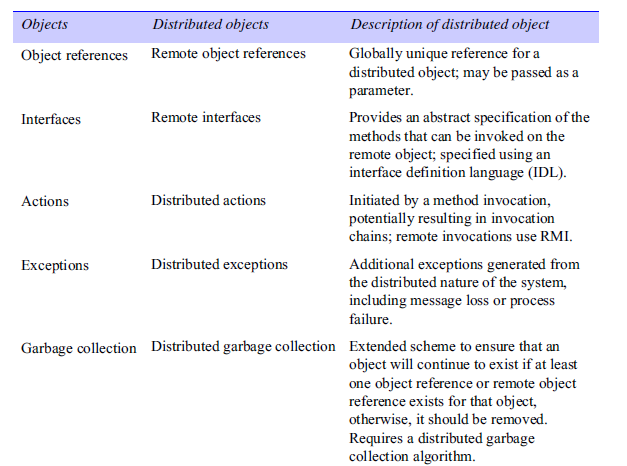 Objects Distributed objects Description of distributed object
Object references Remote object references Globally unique reference for a
distributed object; may be passed as a
parameter.
Interfaces Remote interfaces Provides an abstract specification of the
methods that can be invoked on the
remote object; specified using an
interface definition language (IDL).
Actions Distributed actions Initiated by a method invocation,
potentially resulting in invocation
chains; remote invocations use RMI.
Exceptions Distributed exceptions Additional exceptions generated from
the distributed nature of the system,
including message loss or process
failure.
Garbage collection Distributed garbage collection Extended scheme to ensure that an
object will continue to exist if at least
one object reference or remote object
reference exists for that object,
otherwise, it should be removed.
Requires a distributed garbage
collection algorithm.